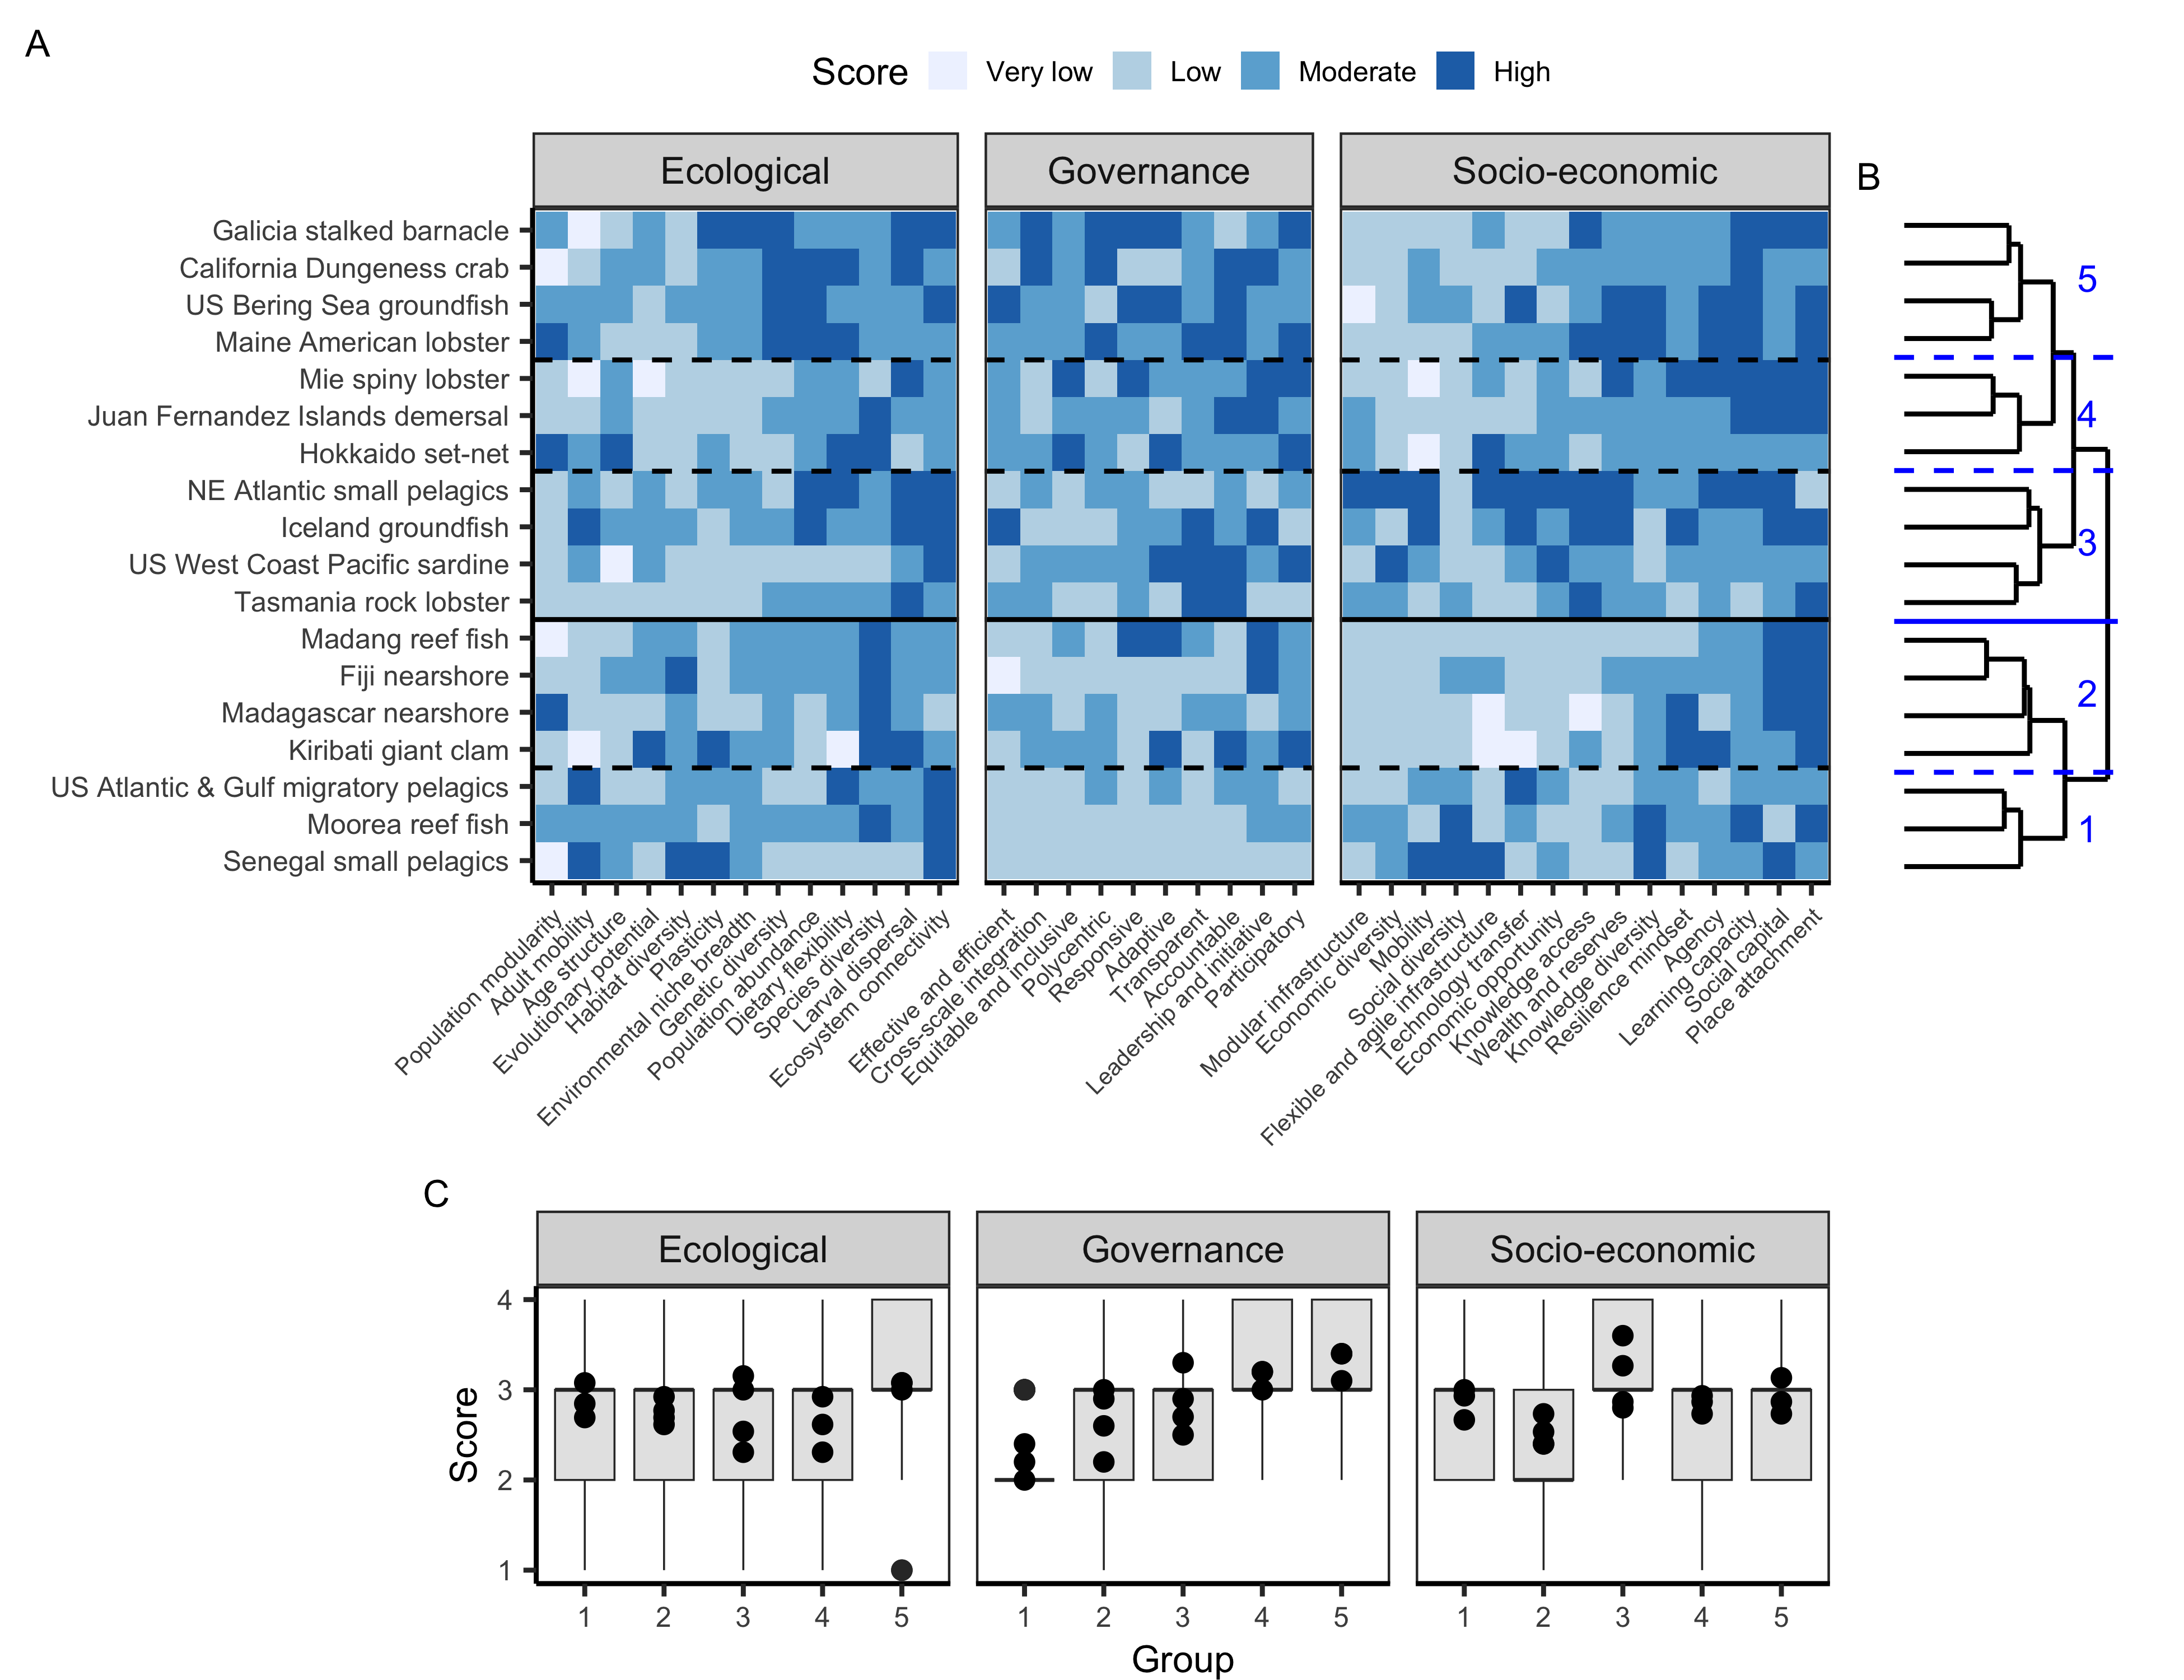 A
Score Very low Low Moderate High
Ecological Governance Socio-economic
B
Galicia stalked barnacle
California Dungeness crab
US Bering Sea groundfish
Maine American lobster
Mie spiny lobster
Juan Fernandez Islands demersal
Hokkaido set-net
NE Atlantic small pelagics
Iceland groundfish
US West Coast Pacific sardine
Tasmania rock lobster
Madang reef fish
Fiji nearshore
Madagascar nearshore
Kiribati giant clam
US Atlantic & Gulf migratory pelagics
Moorea reef fish
Senegal small pelagics
5
4
3
2
1
Population modularity
Adult mobility
Age structure
Evolutionary potential
Habitat diversity
Plasticity
Environmental niche breadth
Genetic diversity
Population abundance
Dietary flexibility
Species diversity
Larval dispersal
Ecosystem connectivity
Effective and efficient
Cross-scale integration
Equitable and inclusive
Polycentric
Responsive
Adaptive
Transparent
Accountable
Leadership and initiative
Participatory
Modular infrastructure
Economic diversity
Mobility
Social diversity
Flexible and agile infrastructure
Technology transfer
Economic opportunity
Knowledge access
Wealth and reserves
Knowledge diversity
Resilience mindset
Agency
Learning capacity
Social capital
Place attachment
C
Ecological Governance Socio-economic
Score
4
3
2
1
1 2 3 4 5 1 2 3 4 5 1 2 3 4 5
Group